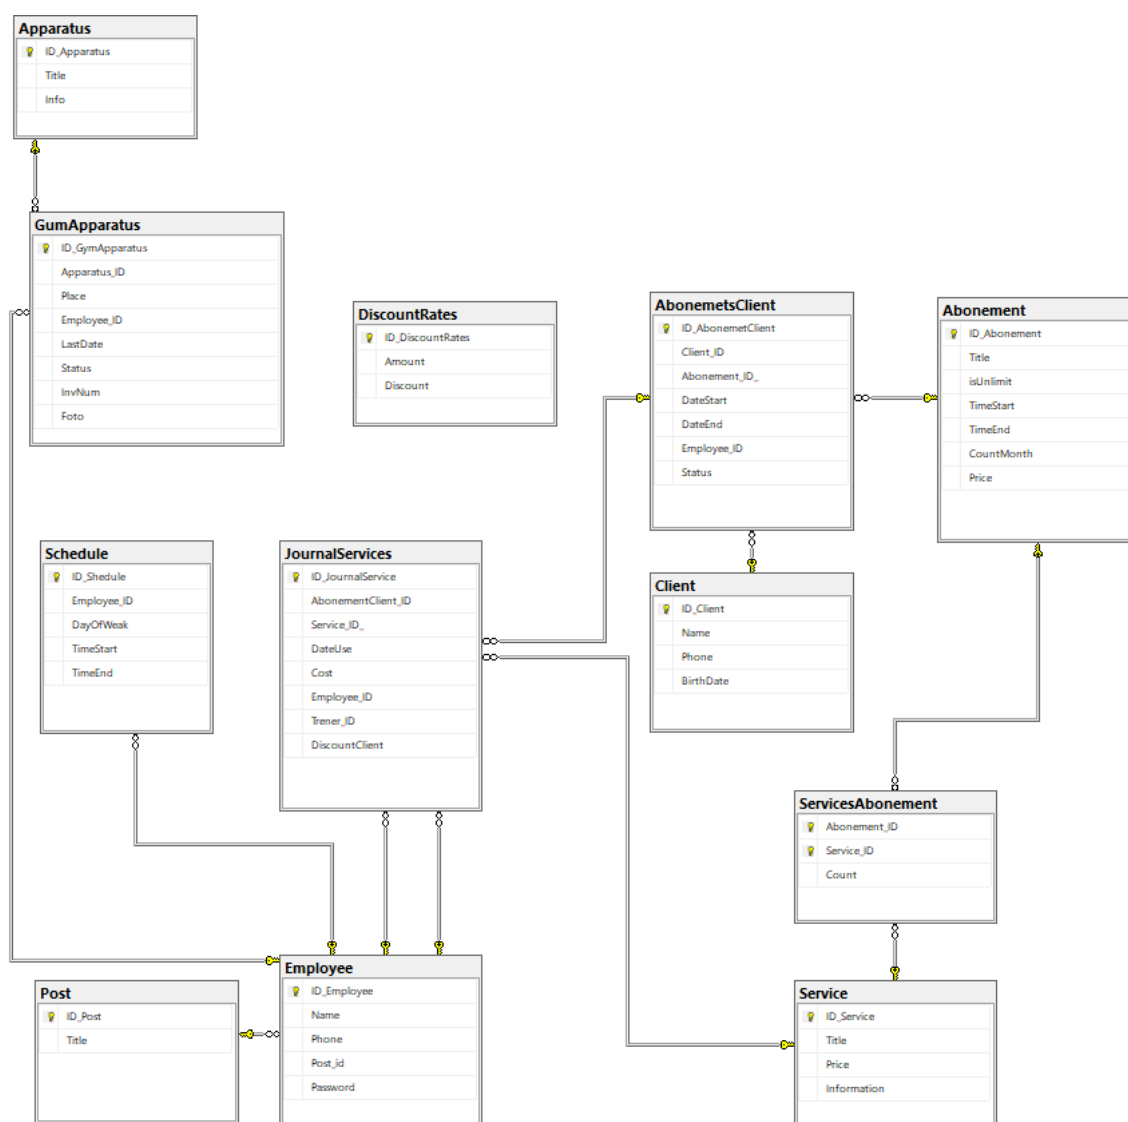 Apparatus
ID_Apparatus
Title
Info
GumApparatus
ID_GymApparatus
Apparatus_ID
Place
Employee_ID
LastDate
Status
InvNum
Foto
DiscountRates
ID_DiscountRates
Amount
Discount
AbonemetsClient
ID_AbonemetClient
Client_ID
Abonement_ID_
DateStart
DateEnd
Employee_ID
Status
Abonement
ID_Abonement
Title
isUnlimit
TimeStart
TimeEnd
CountMonth
Price
Schedule
ID_Shedule
Employee_ID
DayOfWeak
TimeStart
TimeEnd
JournalServices
ID_JournalService
AbonementClient_ID
Service_ID_
DateUse
Cost
Employee_ID
Trener_ID
DiscountClient
Client
ID_Client
Name
Phone
BirthDate
ServicesAbonement
Abonement_ID
Service_ID
Count
Post
ID_Post
Title
Employee
ID_Employee
Name
Phone
Post_id
Password
Service
ID_Service
Title
Price
Information